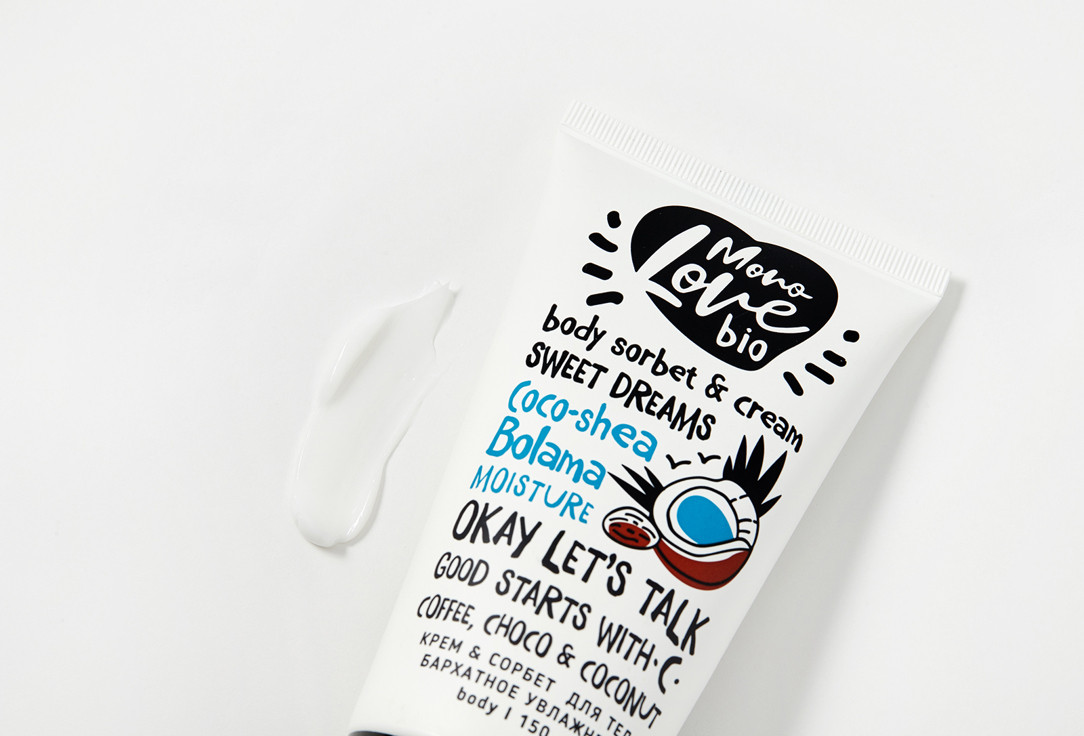 Mono
Love
bio
body sorbet & cream
SWEET DREAMS
Coco-shea
Bolama
MOISTURE
OKAY LET'S TALK
GOOD STARTS WITH·C·
COFFEE, CHOCO & COCONUT
КРЕМ & СОРБЕТ ДЛЯ ТЕЛ
БАРХАТНОЕ УВЛАЖН
body | 150